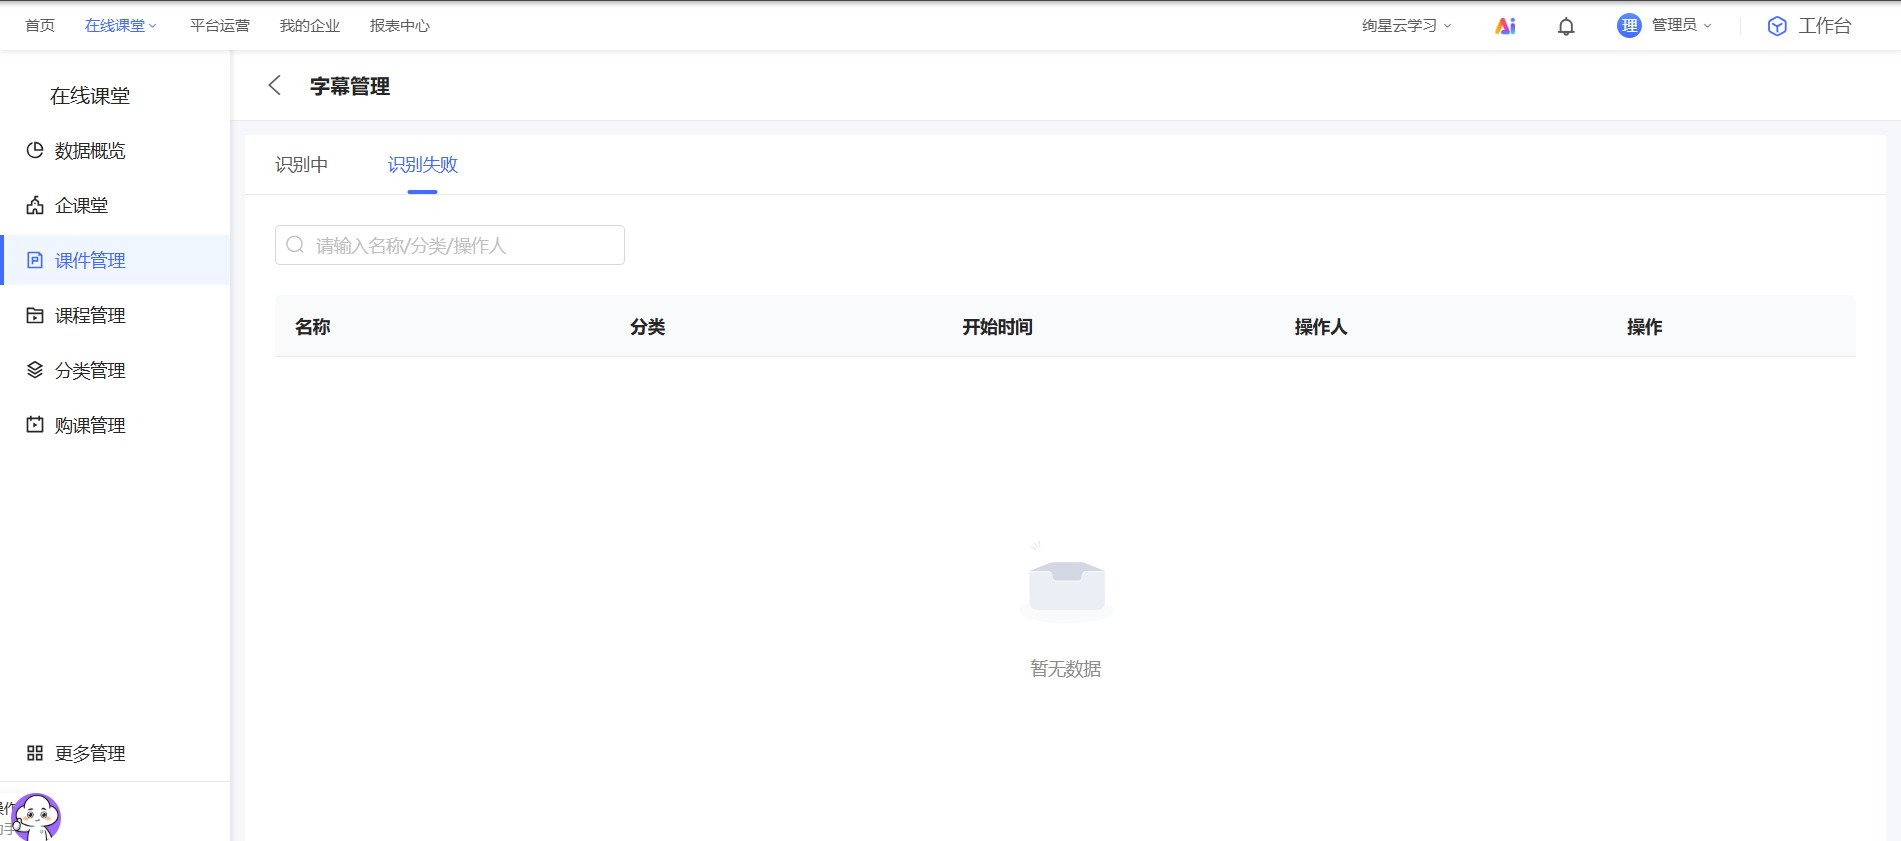 首页 在线课堂 平台运营 我的企业 报表中心 绚星云学习 Ai 理 管理员 工作台
在线课堂
数据概览
企课堂
课件管理
课程管理
分类管理
购课管理
更多管理
字幕管理
识别中 识别失败
请输入名称/分类/操作人
名称 分类 开始时间 操作人 操作
暂无数据